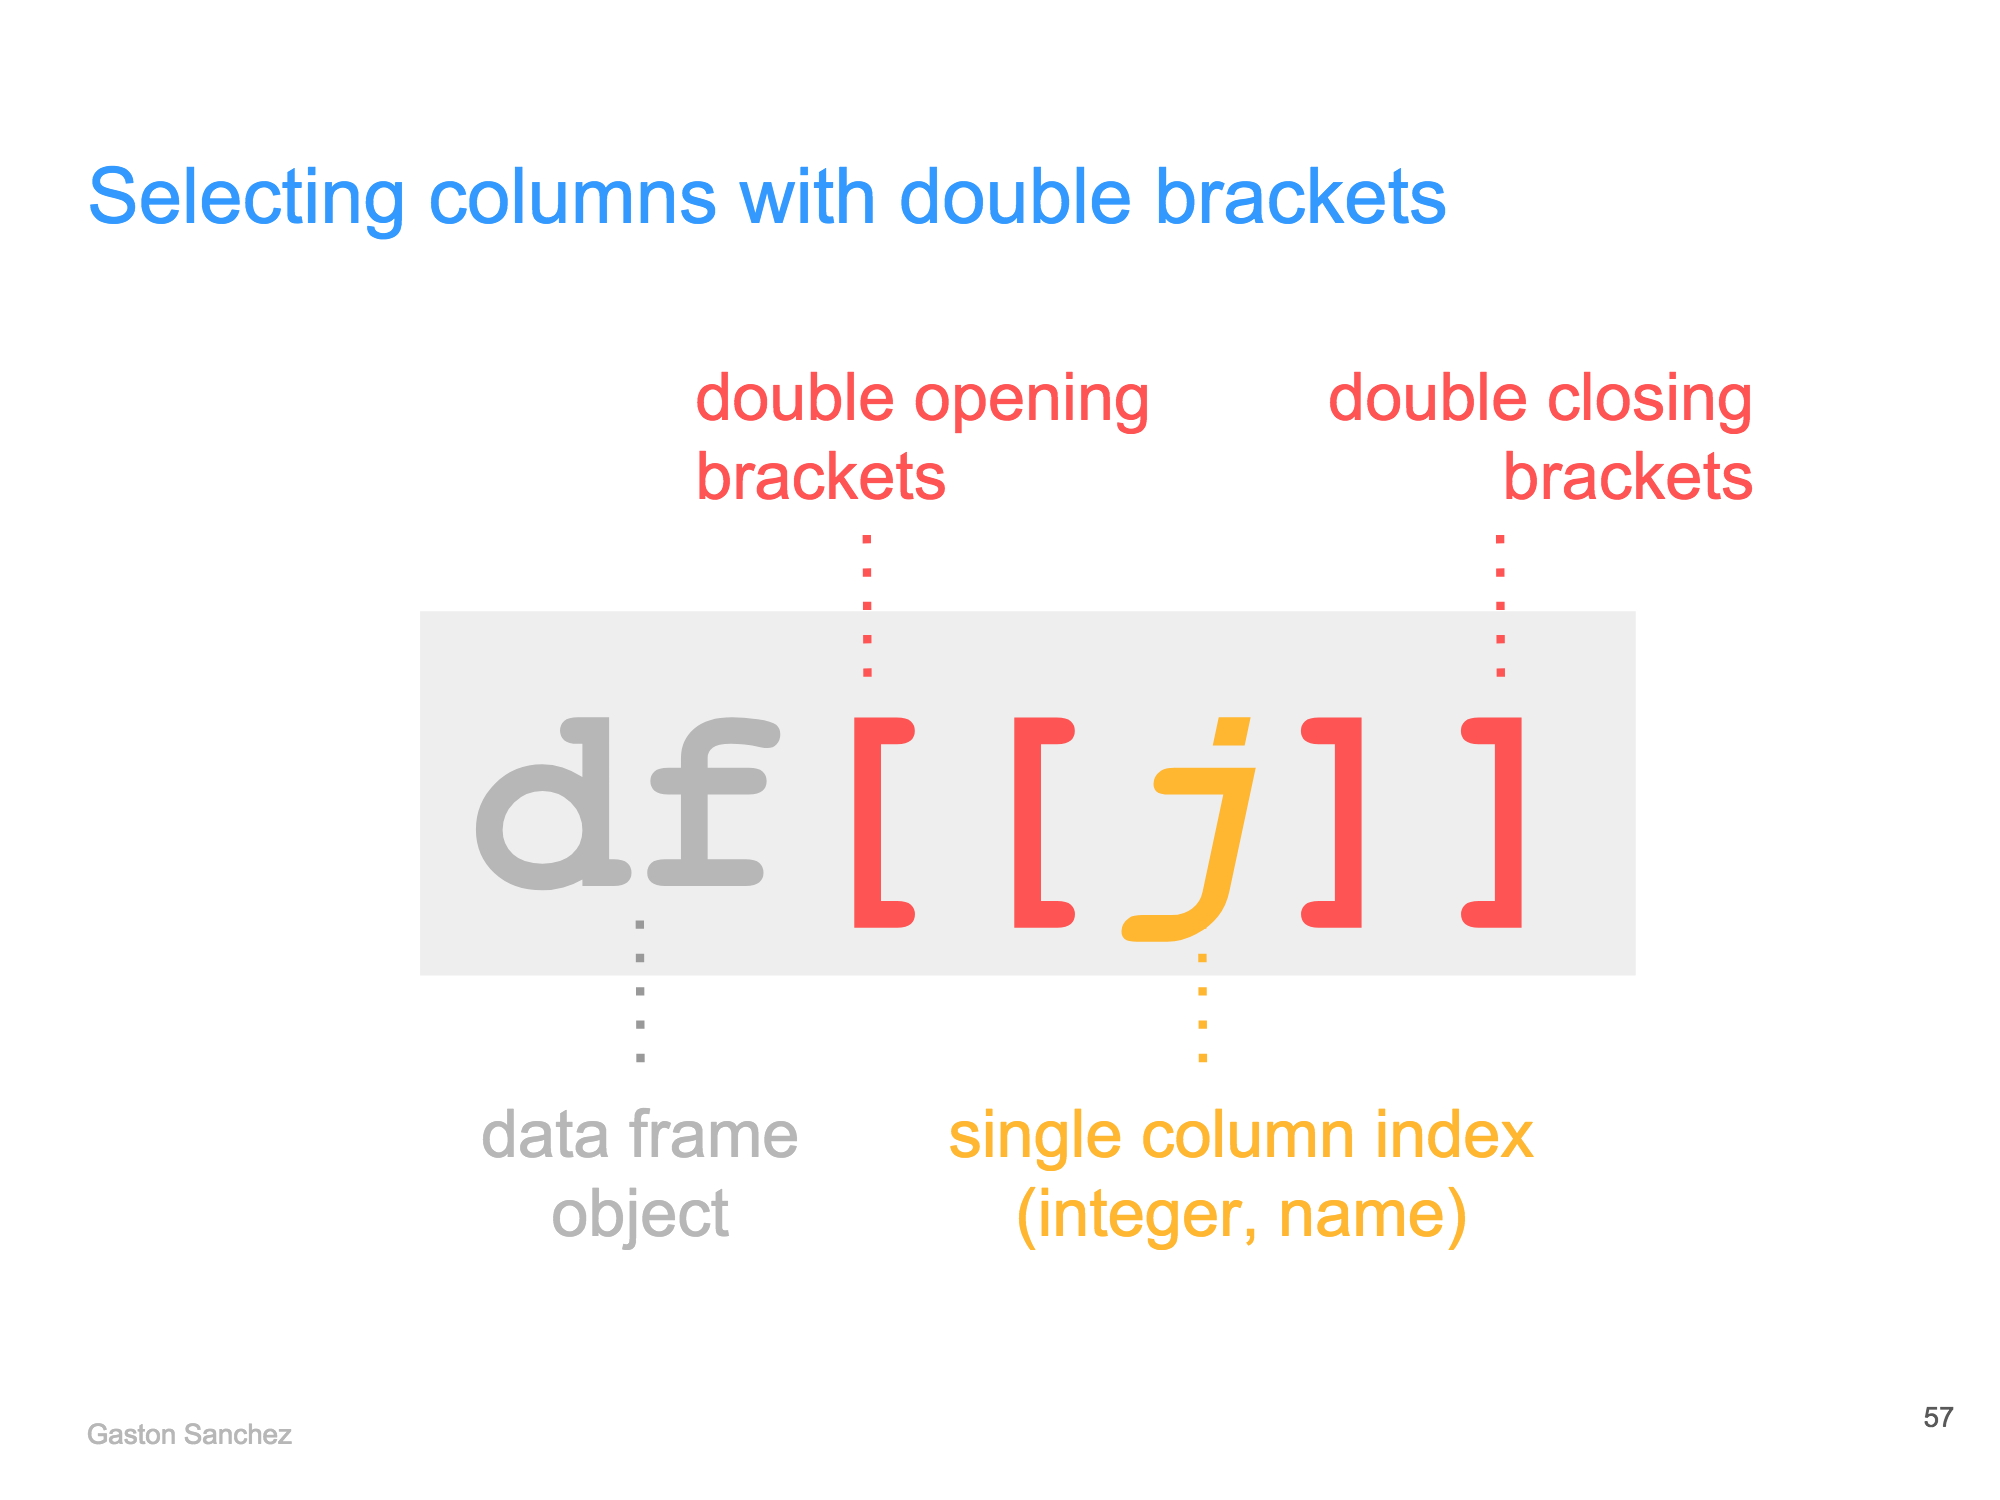 Selecting columns with double brackets
double opening
brackets
double closing
brackets
df[[j]]
data frame
object
single column index
(integer, name)
Gaston Sanchez
57